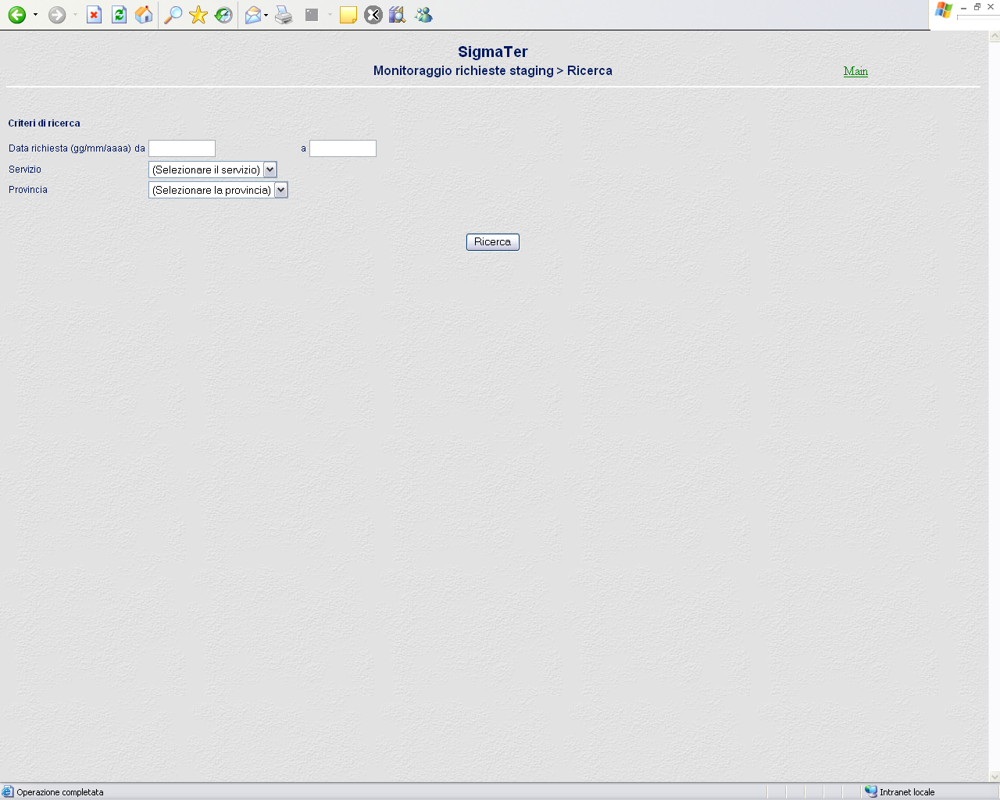 SigmaTer
Monitoraggio richieste staging > Ricerca
Main
Criteri di ricerca
Data richiesta (gg/mm/aaaa) da a
Servizio (Selezionare il servizio)
Provincia (Selezionare la provincia)
Ricerca
Operazione completata Intranet locale